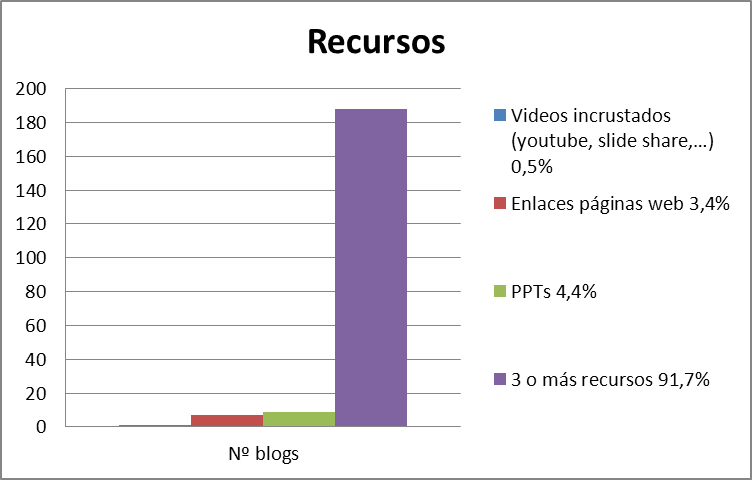 Recursos
200
180
160
140
120
100
80
60
40
20
0
Nº blogs
Videos incrustados
(youtube, slide share,...)
0,5%
Enlaces páginas web 3,4%
PPTs 4,4%
3 o más recursos 91,7%